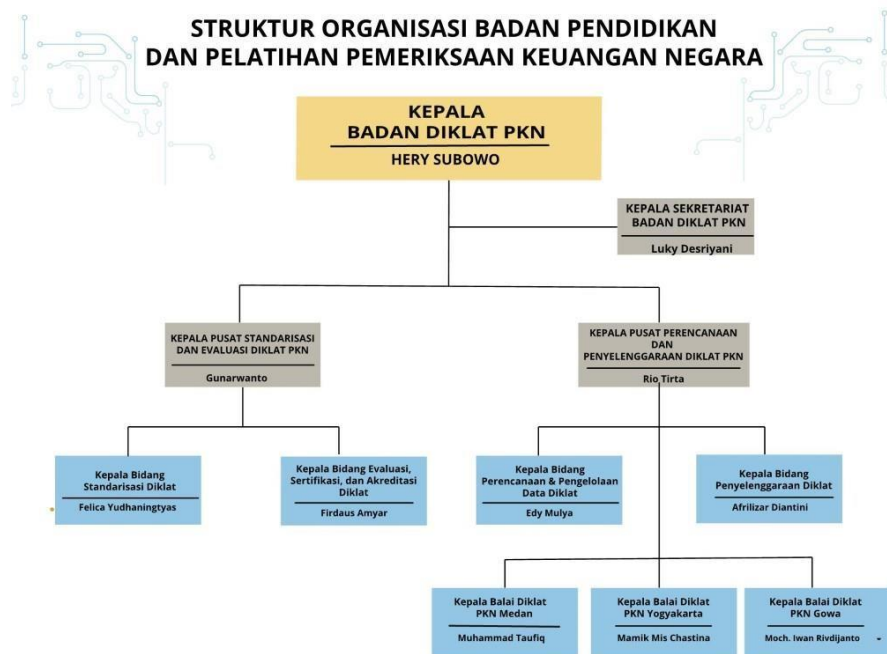 STRUKTUR ORGANISASI BADAN PENDIDIKAN
DAN PELATIHAN PEMERIKSAAN KEUANGAN NEGARA
KEPALA
BADAN DIKLAT PKN
HERY SUBOWO
KEPALA SEKRETARIAT
BADAN DIKLAT PKN
Luky Desriyani
KEPALA PUSAT STANDARISASI
DAN EVALUASI DIKLAT PKN
Gunarwanto
KEPALA PUSAT PERENCANAAN
DAN
PENYELENGGARAAN DIKLAT PKN
Rio Tirta
Kepala Bidang
Standarisasi Diklat
Felica Yudhaningtyas
Kepala Bidang Evaluasi,
Sertifikasi, dan Akreditasi
Diklat
Firdaus Amyar
Kepala Bidang
Perencanaan & Pengelolaan
Data Diklat
Edy Mulya
Kepala Bidang
Penyelenggaraan Diklat
Afrilizar Diantini
Kepala Balai Diklat
PKN Medan
Muhammad Taufiq
Kepala Balai Diklat
PKN Yogyakarta
Mamik Mis Chastina
Kepala Balai Diklat
PKN Gowa
Moch. Iwan Rivdijanto -